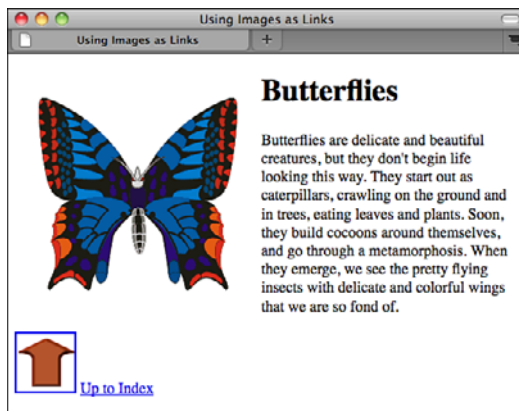 Using Images as Links
Using Images as Links
Butterflies
Butterflies are delicate and beautiful
creatures, but they don't begin life
looking this way. They start out as
caterpillars, crawling on the ground and
in trees, eating leaves and plants. Soon,
they build cocoons around themselves,
and go through a metamorphosis. When
they emerge, we see the pretty flying
insects with delicate and colorful wings
that we are so fond of.
Up to Index